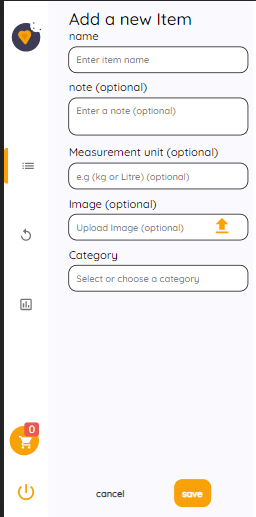 Add a new Item
name
Enter item name
note (optional)
Enter a note (optional)
Measurement unit (optional)
e.g (kg or Litre) (optional)
Image (optional)
Upload Image (optional)
Category
Select or choose a category
0
cancel
save